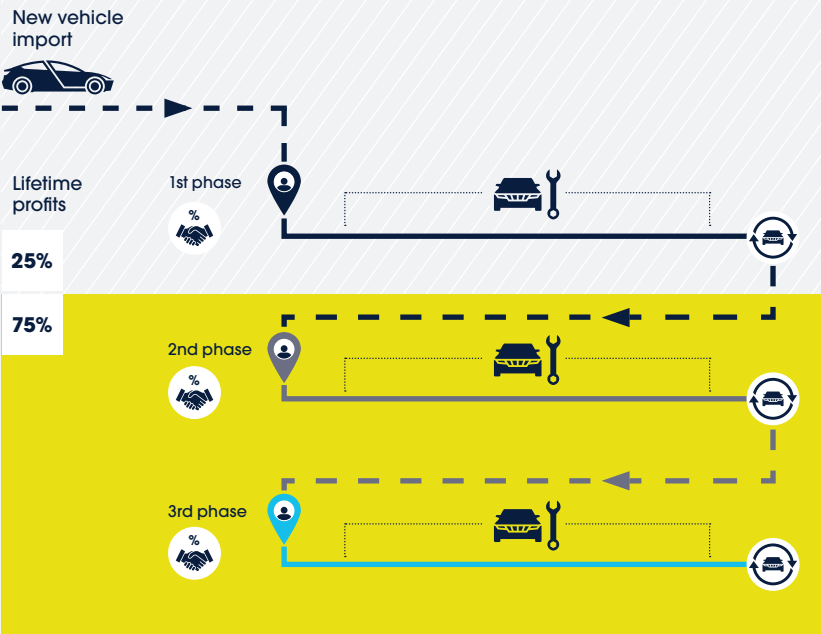 New vehicle
import
Lifetime
profits
1st phase
%
25%
75%
2nd phase
%
3rd phase
%